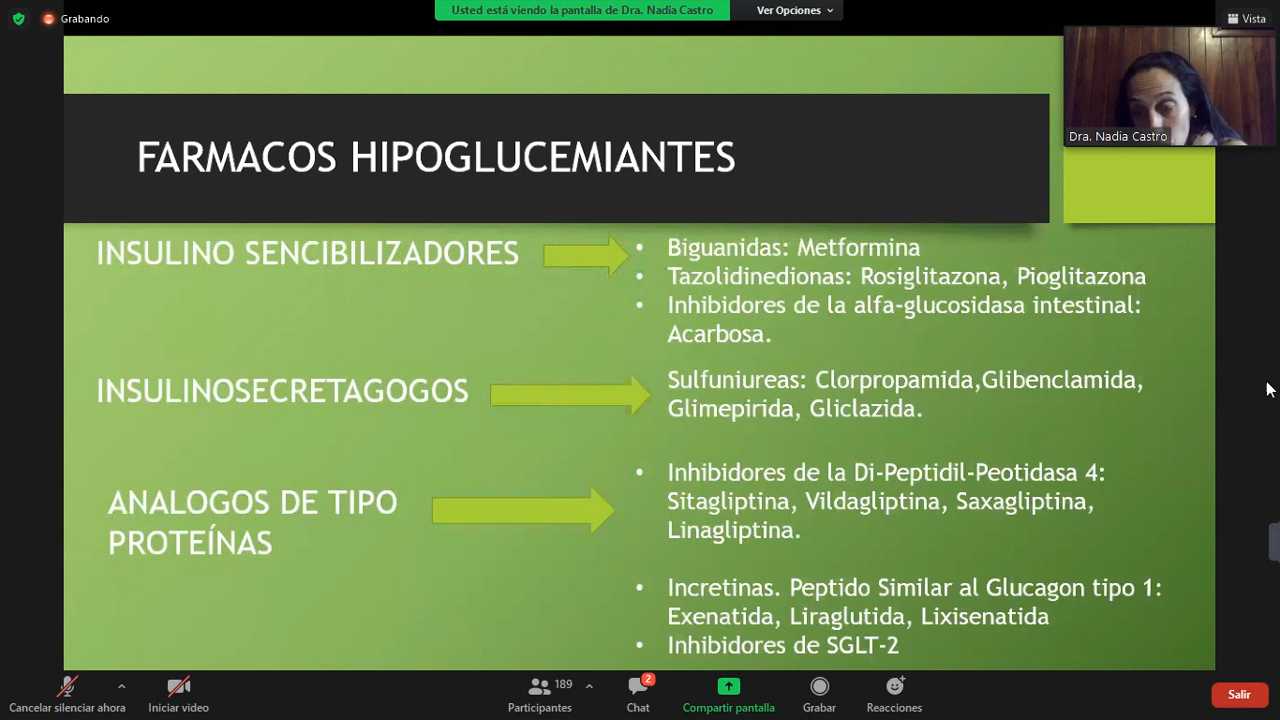 Grabando
Usted está viendo la pantalla de Dra. Nadia Castro
Ver Opciones
Vista
Dra. Nadia Castro
FARMACOS HIPOGLUCEMIANTES
INSULINO SENCIBILIZADORES
• Biguanidas: Metformina
• Tazolidinedionas: Rosiglitazona, Pioglitazona
• Inhibidores de la alfa-glucosidasa intestinal:
Acarbosa.
INSULINOSECRETAGOGOS
Sulfuniureas: Clorpropamida,Glibenclamida,
Glimepirida, Gliclazida.
ANALOGOS DE TIPO
PROTEÍNAS
• Inhibidores de la Di-Peptidil-Peotidasa 4:
Sitagliptina, Vildagliptina, Saxagliptina,
Linagliptina.
• Incretinas. Peptido Similar al Glucagon tipo 1:
Exenatida, Liraglutida, Lixisenatida
• Inhibidores de SGLT-2
Cancelar silenciar ahora
Iniciar video
189
Participantes
2
Chat
Compartir pantalla
Grabar
Reacciones
Salir